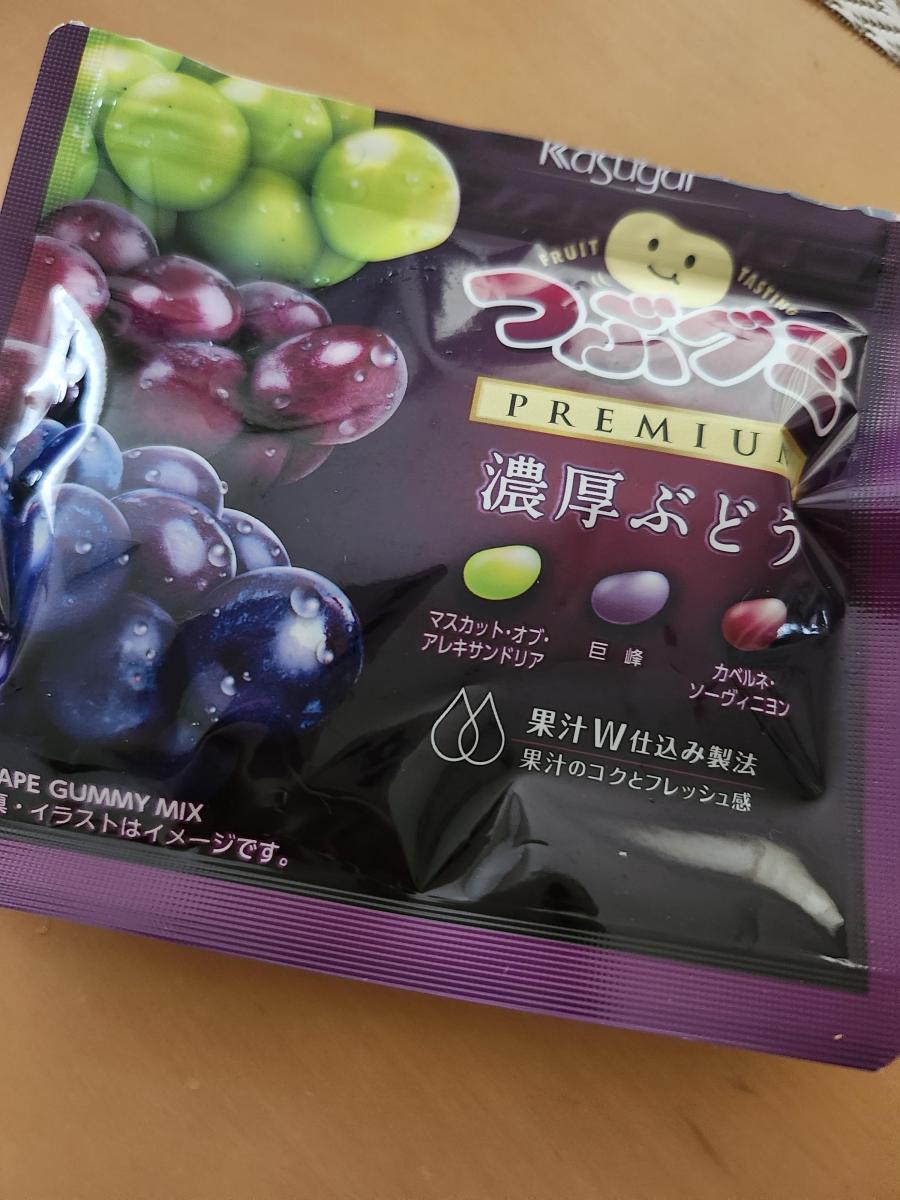 Kasugai
FRUIT TASTING
つぶグミ
PREMIU
濃厚ぶどう
マスカット・オブ・
アレキサンドリア
巨峰
カベルネ・
ソーヴィニヨン
果汁W仕込み製法
果汁のコクとフレッシュ感
APE GUMMY MIX
真・イラストはイメージです。